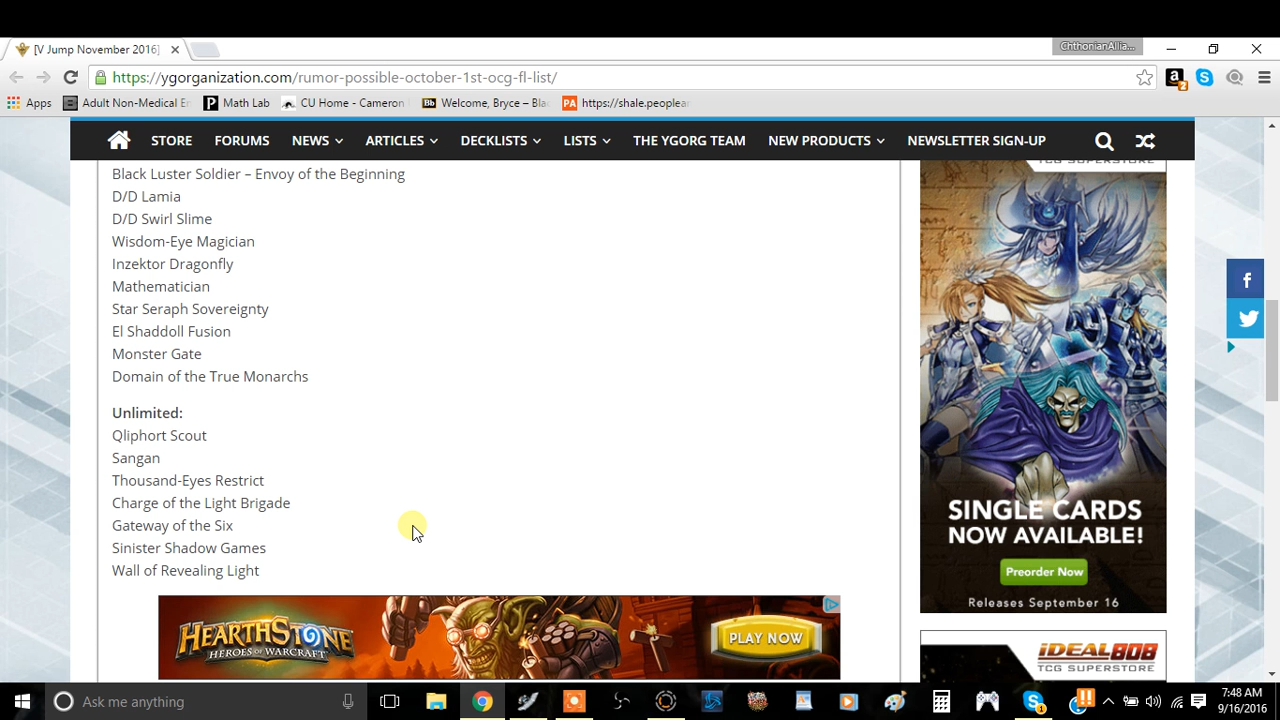 [V Jump November 2016]
ChthonianAllia...
https://ygorganization.com/rumor-possible-october-1st-ocg-fl-list/
Apps
Adult Non-Medical E
Math Lab
CU Home - Cameron
Welcome, Bryce – Bla
https://shale.peoplear
STORE
FORUMS
NEWS
ARTICLES
DECKLISTS
LISTS
THE YGORG TEAM
NEW PRODUCTS
NEWSLETTER SIGN-UP
TCG SUPERSTORE
Black Luster Soldier – Envoy of the Beginning
D/D Lamia
D/D Swirl Slime
Wisdom-Eye Magician
Inzektor Dragonfly
Mathematician
Star Seraph Sovereignty
El Shaddoll Fusion
Monster Gate
Domain of the True Monarchs
Unlimited:
Qliphort Scout
Sangan
Thousand-Eyes Restrict
Charge of the Light Brigade
Gateway of the Six
Sinister Shadow Games
Wall of Revealing Light
SINGLE CARDS
NOW AVAILABLE!
Preorder Now
Releases September 16
HEARTHSTONE
HEROES OF WARCRAFT
PLAY NOW
IDEAL808
TCG SUPERSTORE
Ask me anything
7:48 AM
9/16/2016